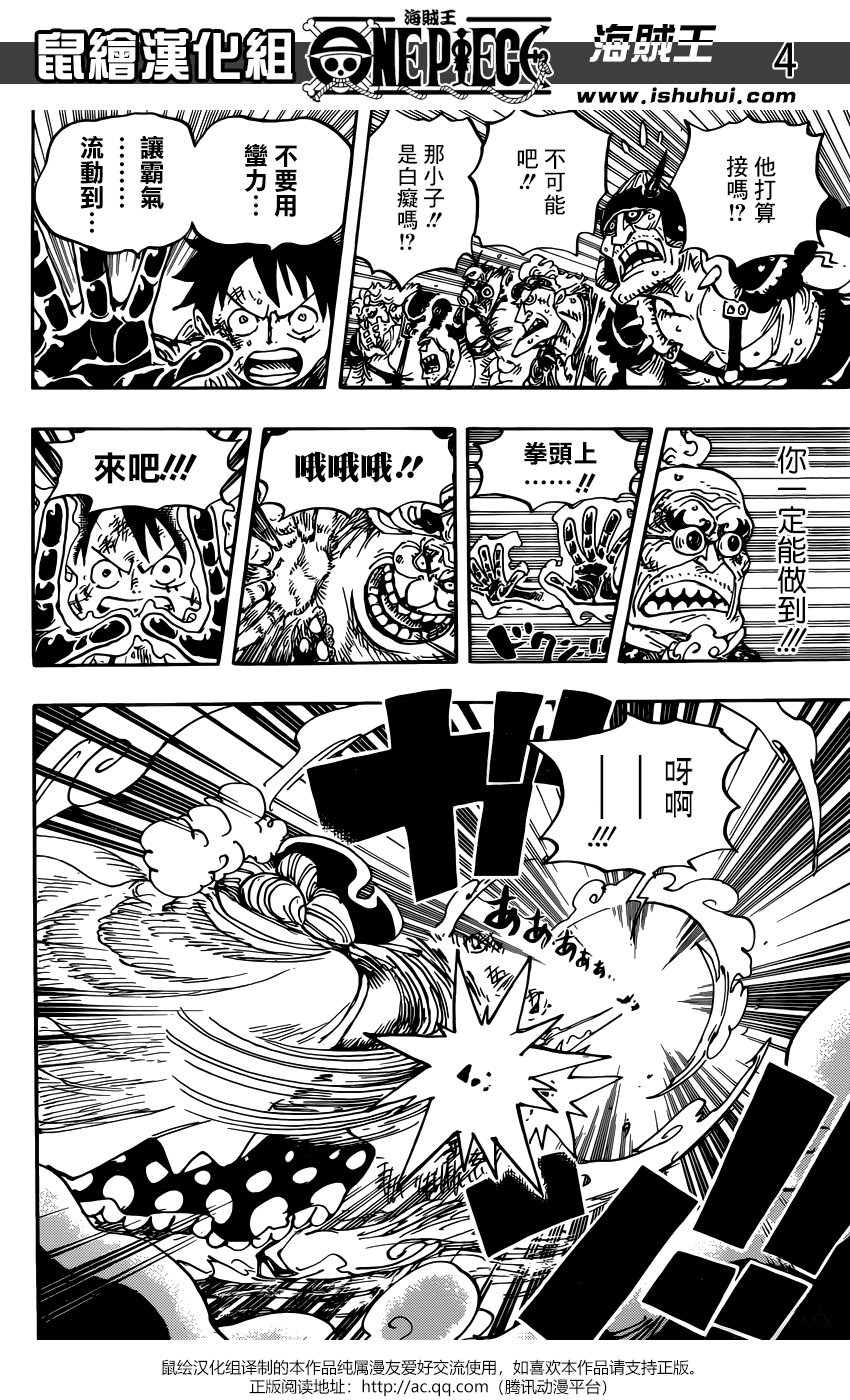 鼠繪漢化組
海賊王
ONE PIECE
海賊王
4
www.ishuhui.com
他打算
接嗎!?
不可能
吧!!
那小子!!
是白癡嗎!?
不要用
蠻力…
讓霸氣
………
流動到…
你一定能做到!!!
拳頭上
……!!
ドクン…!!
哦哦哦!!
來吧!!!
呀啊
——
——
!!!
ガ
ああああぁ…
ン!!
鼠绘汉化组译制的本作品纯属漫友爱好交流使用，如喜欢本作品请支持正版。
正版阅读地址：http://ac.qq.com（腾讯动漫平台）